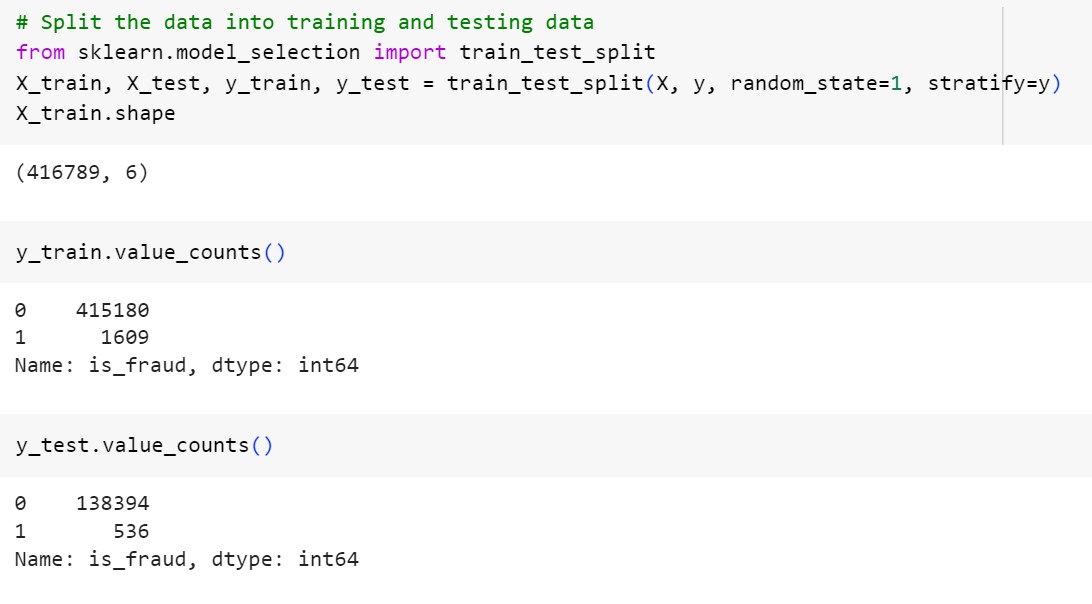 # Split the data into training and testing data
from sklearn.model_selection import train_test_split
X_train, X_test, y_train, y_test = train_test_split(X, y, random_state=1, stratify=y)
X_train.shape
(416789, 6)
y_train.value_counts()
0    415180
1      1609
Name: is_fraud, dtype: int64
y_test.value_counts()
0    138394
1       536
Name: is_fraud, dtype: int64